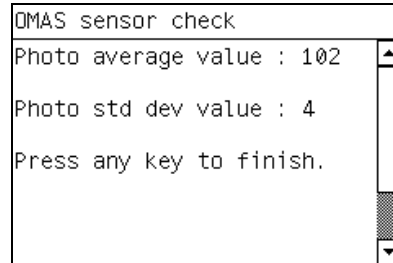 OMAS sensor check
Photo average value : 102
Photo std dev value : 4
Press any key to finish.